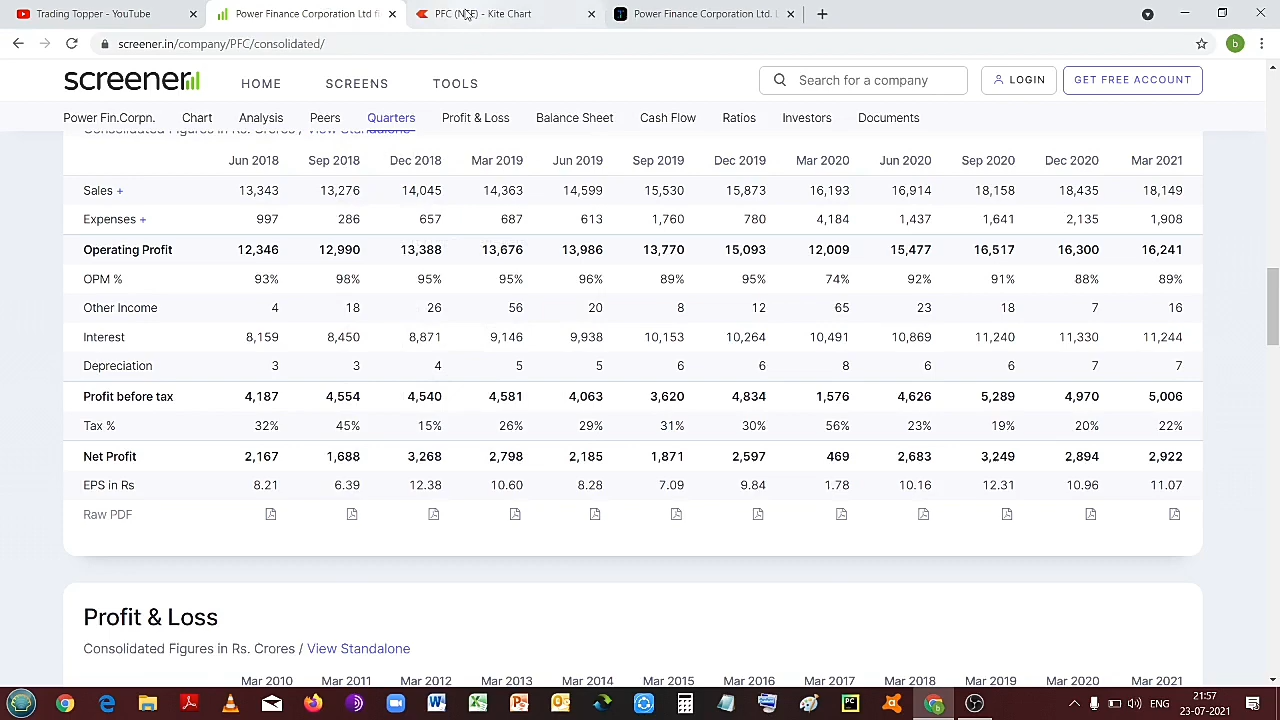 Trading Topper - YouTube
Power Finance Corporation Ltd fi
PFC (NSE) - Kite Chart
Power Finance Corporation Ltd. L
screener.in/company/PFC/consolidated/
b
screener
HOME SCREENS TOOLS
Search for a company
LOGIN
GET FREE ACCOUNT
Power Fin.Corpn. Chart Analysis Peers Quarters Profit & Loss Balance Sheet Cash Flow Ratios Investors Documents
Consolidated Figures in Rs. Crores / View Standalone
Jun 2018 Sep 2018 Dec 2018 Mar 2019 Jun 2019 Sep 2019 Dec 2019 Mar 2020 Jun 2020 Sep 2020 Dec 2020 Mar 2021
Sales + 13,343 13,276 14,045 14,363 14,599 15,530 15,873 16,193 16,914 18,158 18,435 18,149
Expenses + 997 286 657 687 613 1,760 780 4,184 1,437 1,641 2,135 1,908
Operating Profit 12,346 12,990 13,388 13,676 13,986 13,770 15,093 12,009 15,477 16,517 16,300 16,241
OPM % 93% 98% 95% 95% 96% 89% 95% 74% 92% 91% 88% 89%
Other Income 4 18 26 56 20 8 12 65 23 18 7 16
Interest 8,159 8,450 8,871 9,146 9,938 10,153 10,264 10,491 10,869 11,240 11,330 11,244
Depreciation 3 3 4 5 5 6 6 8 6 6 7 7
Profit before tax 4,187 4,554 4,540 4,581 4,063 3,620 4,834 1,576 4,626 5,289 4,970 5,006
Tax % 32% 45% 15% 26% 29% 31% 30% 56% 23% 19% 20% 22%
Net Profit 2,167 1,688 3,268 2,798 2,185 1,871 2,597 469 2,683 3,249 2,894 2,922
EPS in Rs 8.21 6.39 12.38 10.60 8.28 7.09 9.84 1.78 10.16 12.31 10.96 11.07
Raw PDF
Profit & Loss
Consolidated Figures in Rs. Crores / View Standalone
Mar 2010 Mar 2011 Mar 2012 Mar 2013 Mar 2014 Mar 2015 Mar 2016 Mar 2017 Mar 2018 Mar 2019 Mar 2020 Mar 2021
ENG
21:57
23-07-2021